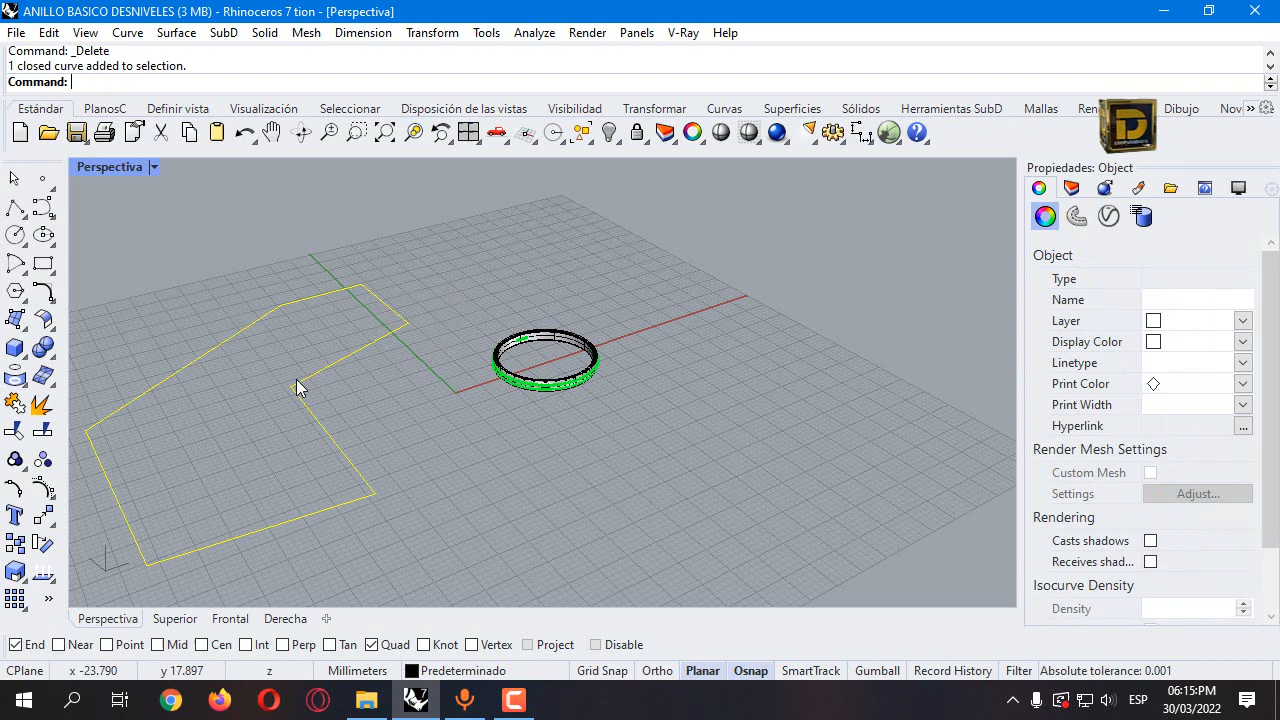 ANILLO BASICO DESNIVELES (3 MB) - Rhinoceros 7 tion - [Perspectiva]
File Edit View Curve Surface SubD Solid Mesh Dimension Transform Tools Analyze Render Panels V-Ray Help
Command: _Delete
1 closed curve added to selection.
Command:
Estándar PlanosC Definir vista Visualización Seleccionar Disposición de las vistas Visibilidad Transformar Curvas Superficies Sólidos Herramientas SubD Mallas Dibujo Nov »
Perspectiva
Propiedades: Object
Object
Type
Name
Layer
Display Color
Linetype
Print Color
Print Width
Hyperlink ...
Render Mesh Settings
Custom Mesh
Settings Adjust...
Rendering
Casts shadows
Receives shad...
Isocurve Density
Density
Perspectiva Superior Frontal Derecha
End Near Point Mid Cen Int Perp Tan Quad Knot Vertex Project Disable
CPlane x -23.790 y 17.897 z Millimeters Predeterminado Grid Snap Ortho Planar Osnap SmartTrack Gumball Record History Filter Absolute tolerance: 0.001
ESP 06:15:PM
30/03/2022